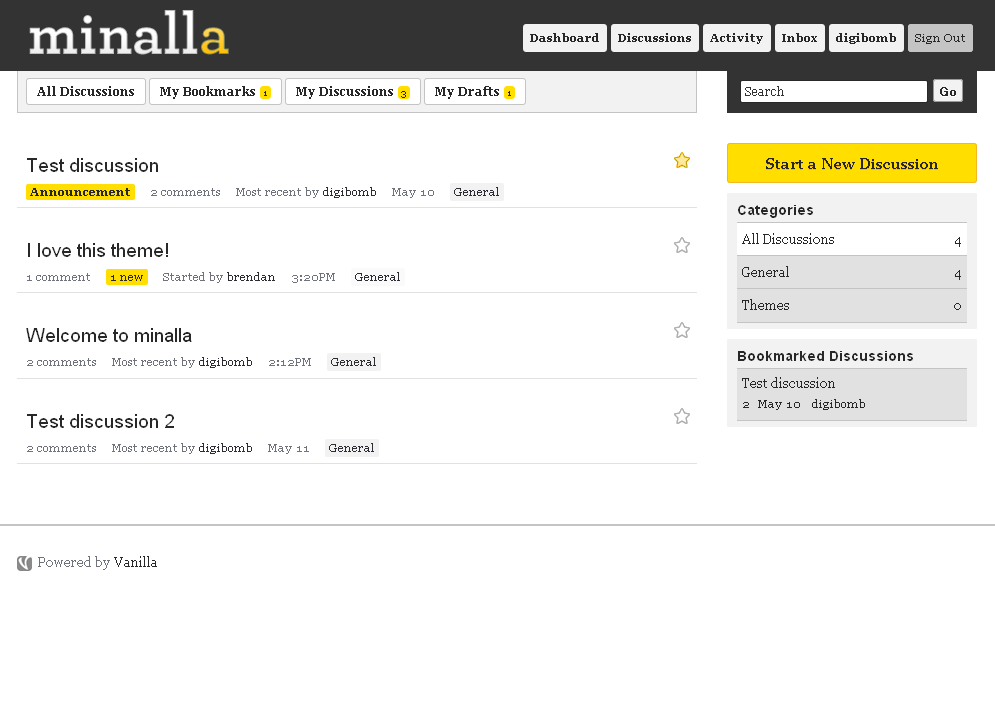 minalla
Dashboard Discussions Activity Inbox digibomb Sign Out
All Discussions My Bookmarks 1 My Discussions 3 My Drafts 1
Search Go
Test discussion
Announcement 2 comments Most recent by digibomb May 10 General
I love this theme!
1 comment 1 new Started by brendan 3:20PM General
Welcome to minalla
2 comments Most recent by digibomb 2:12PM General
Test discussion 2
2 comments Most recent by digibomb May 11 General
Start a New Discussion
Categories
All Discussions 4
General 4
Themes 0
Bookmarked Discussions
Test discussion
2 May 10 digibomb
Powered by Vanilla